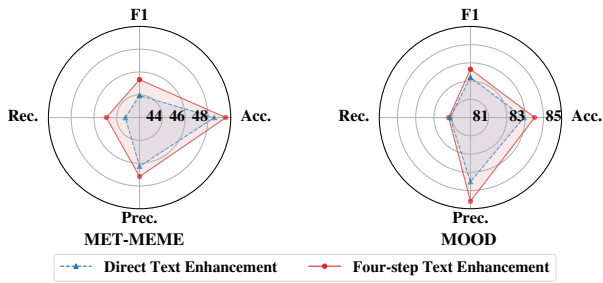 F1
F1
Rec.
44 46 48
Acc.
Rec.
81 83 85
Acc.
Prec.
Prec.
MET-MEME
MOOD
Direct Text Enhancement
Four-step Text Enhancement